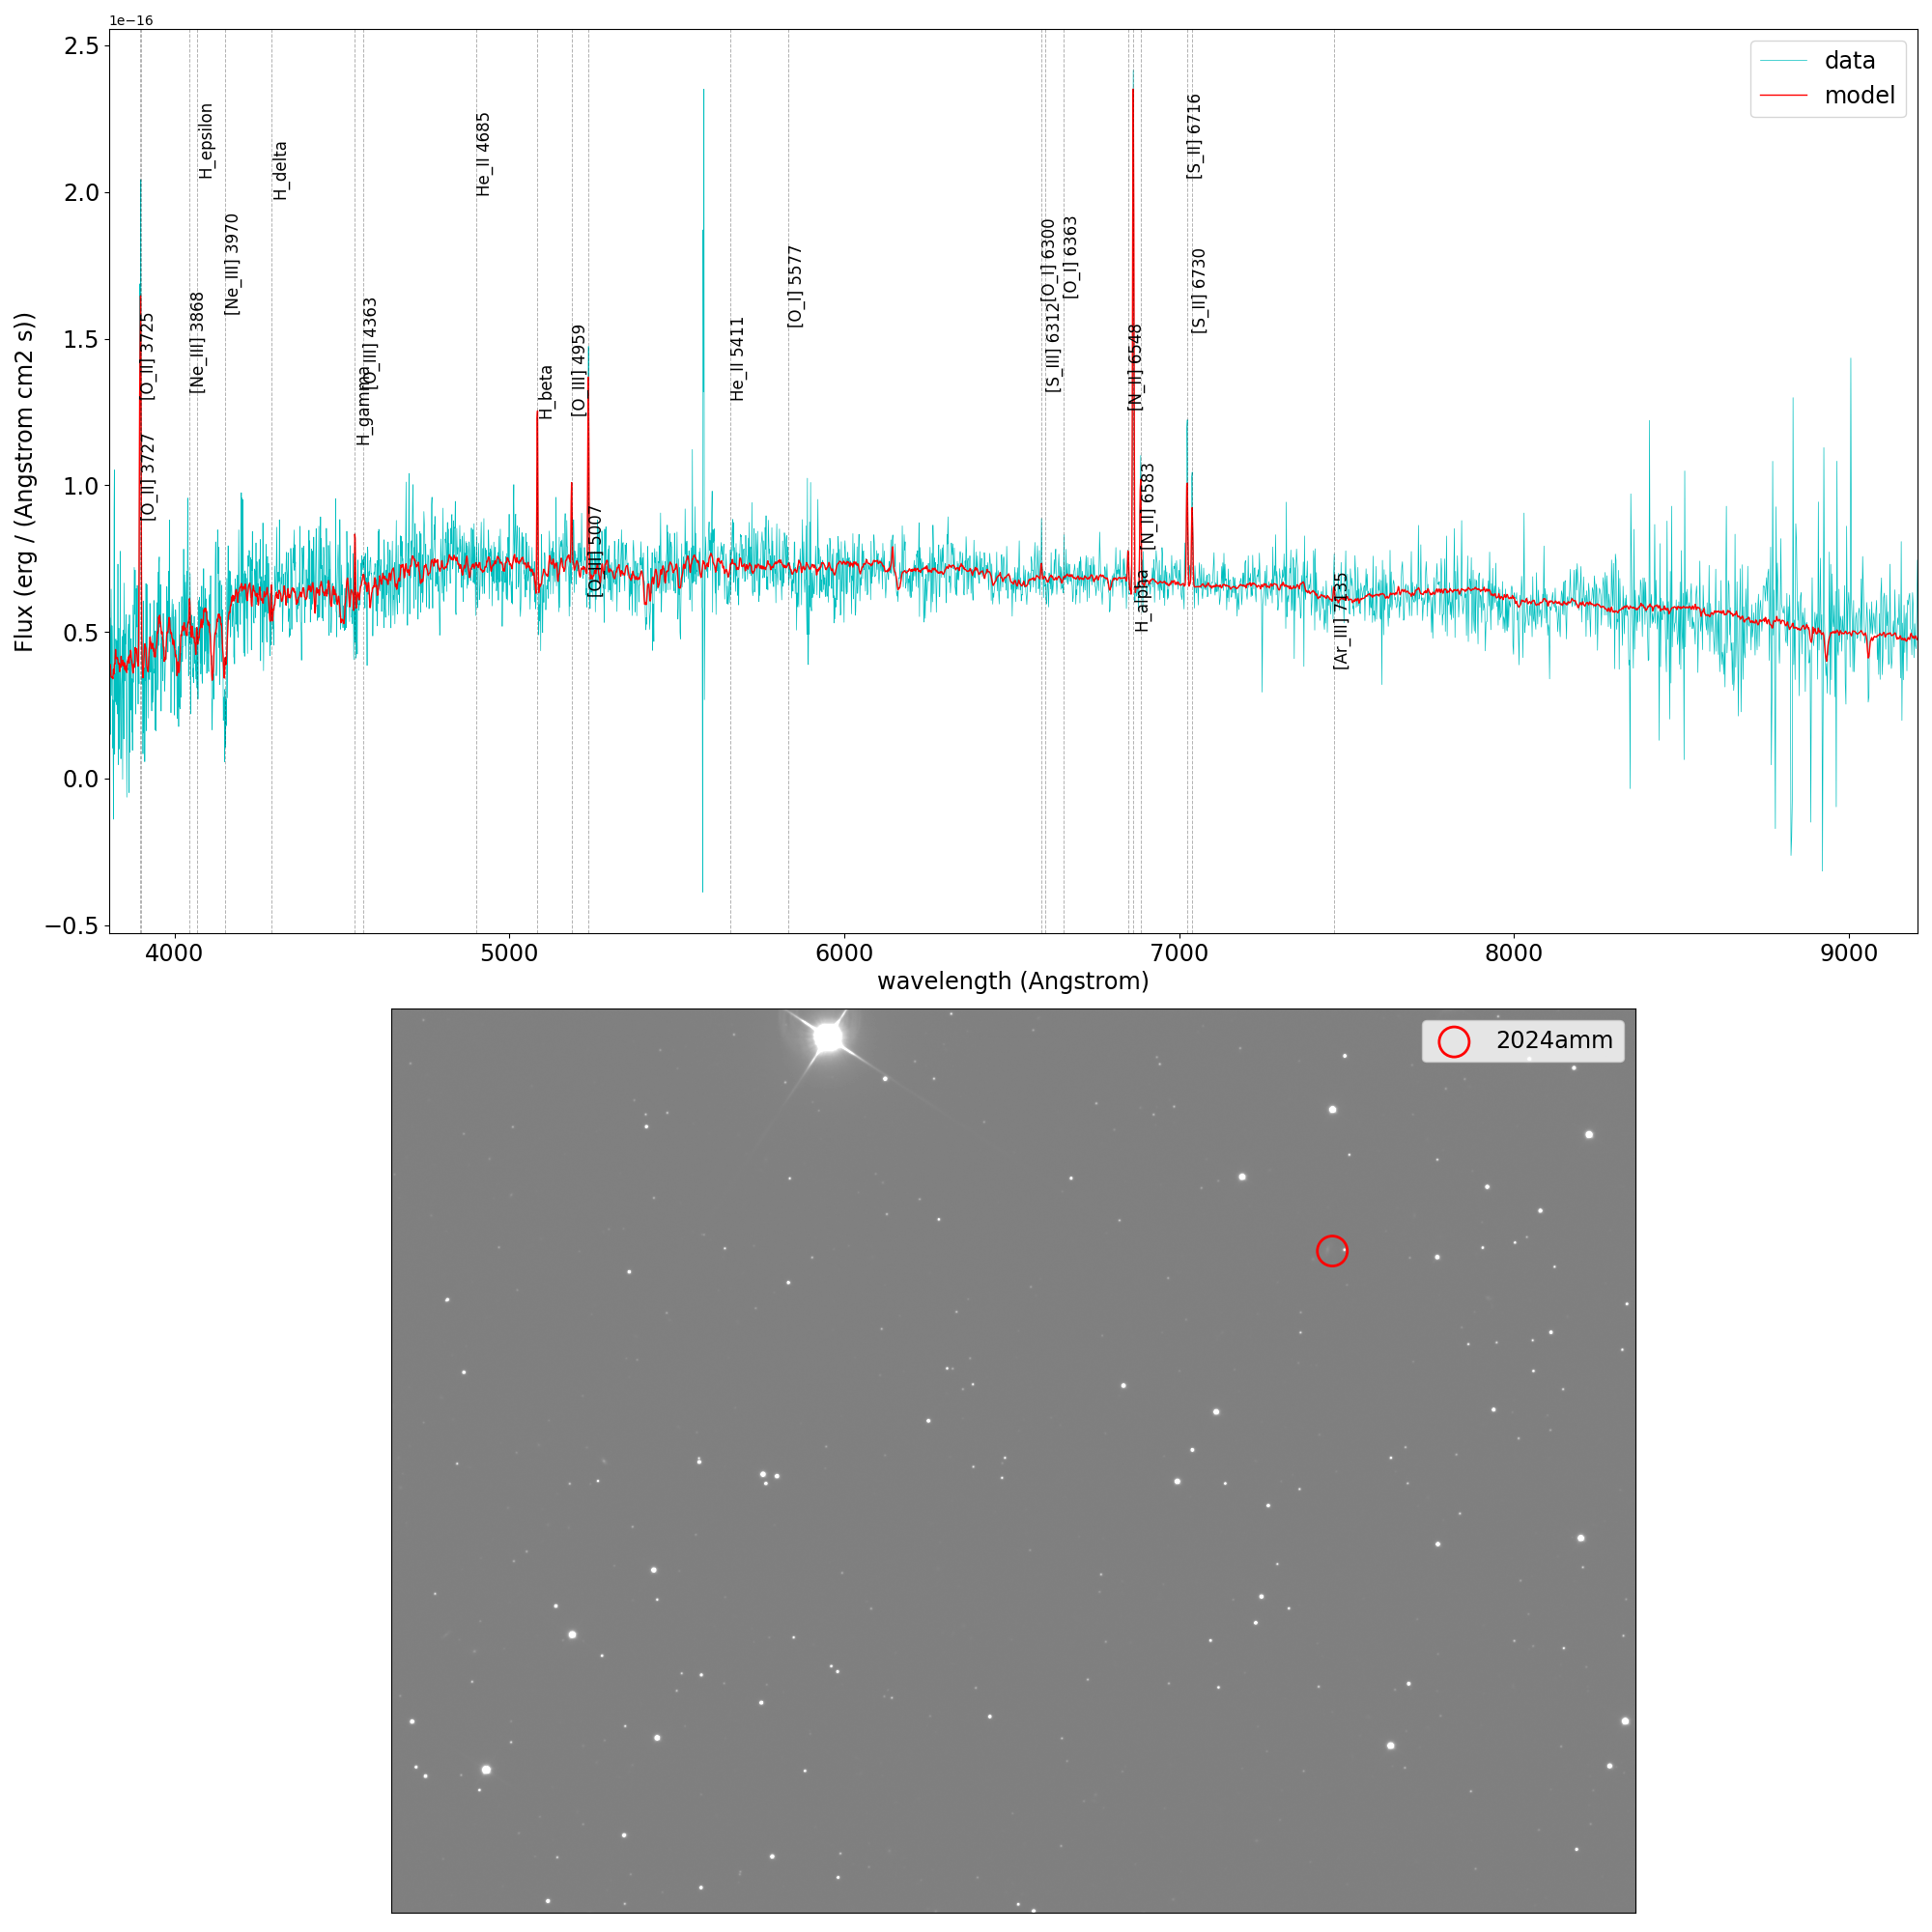 1e−16
data
model
2.5
2.0
1.5
1.0
0.5
0.0
−0.5
Flux (erg / (Angstrom cm2 s))
[O_II] 3725
[O_II] 3727
[Ne_III] 3868
H_epsilon
[Ne_III] 3970
H_delta
H_gamma
[O_III] 4363
He_II 4685
H_beta
[O_III] 4959
[O_III] 5007
He_II 5411
[O_I] 5577
[O_I] 6300
[S_III] 6312
[O_I] 6363
[N_II] 6548
H_alpha
[N_II] 6583
[S_II] 6716
[S_II] 6730
[Ar_III] 7135
4000
5000
6000
7000
8000
9000
wavelength (Angstrom)
2024amm